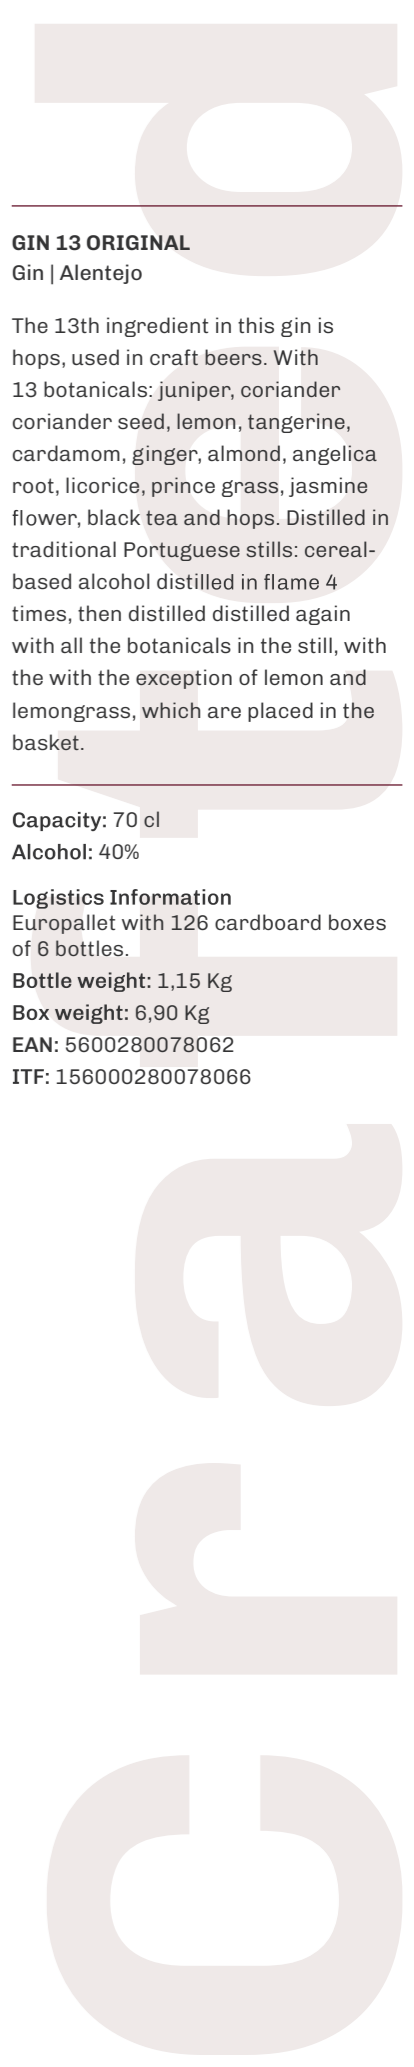 GIN 13 ORIGINAL
Gin | Alentejo
The 13th ingredient in this gin is
hops, used in craft beers. With
13 botanicals: juniper, coriander
coriander seed, lemon, tangerine,
cardamom, ginger, almond, angelica
root, licorice, prince grass, jasmine
flower, black tea and hops. Distilled in
traditional Portuguese stills: cereal-
based alcohol distilled in flame 4
times, then distilled distilled again
with all the botanicals in the still, with
the with the exception of lemon and
lemongrass, which are placed in the
basket.
Capacity: 70 cl
Alcohol: 40%
Logistics Information
Europallet with 126 cardboard boxes
of 6 bottles.
Bottle weight: 1,15 Kg
Box weight: 6,90 Kg
EAN: 5600280078062
ITF: 156000280078066
crafted